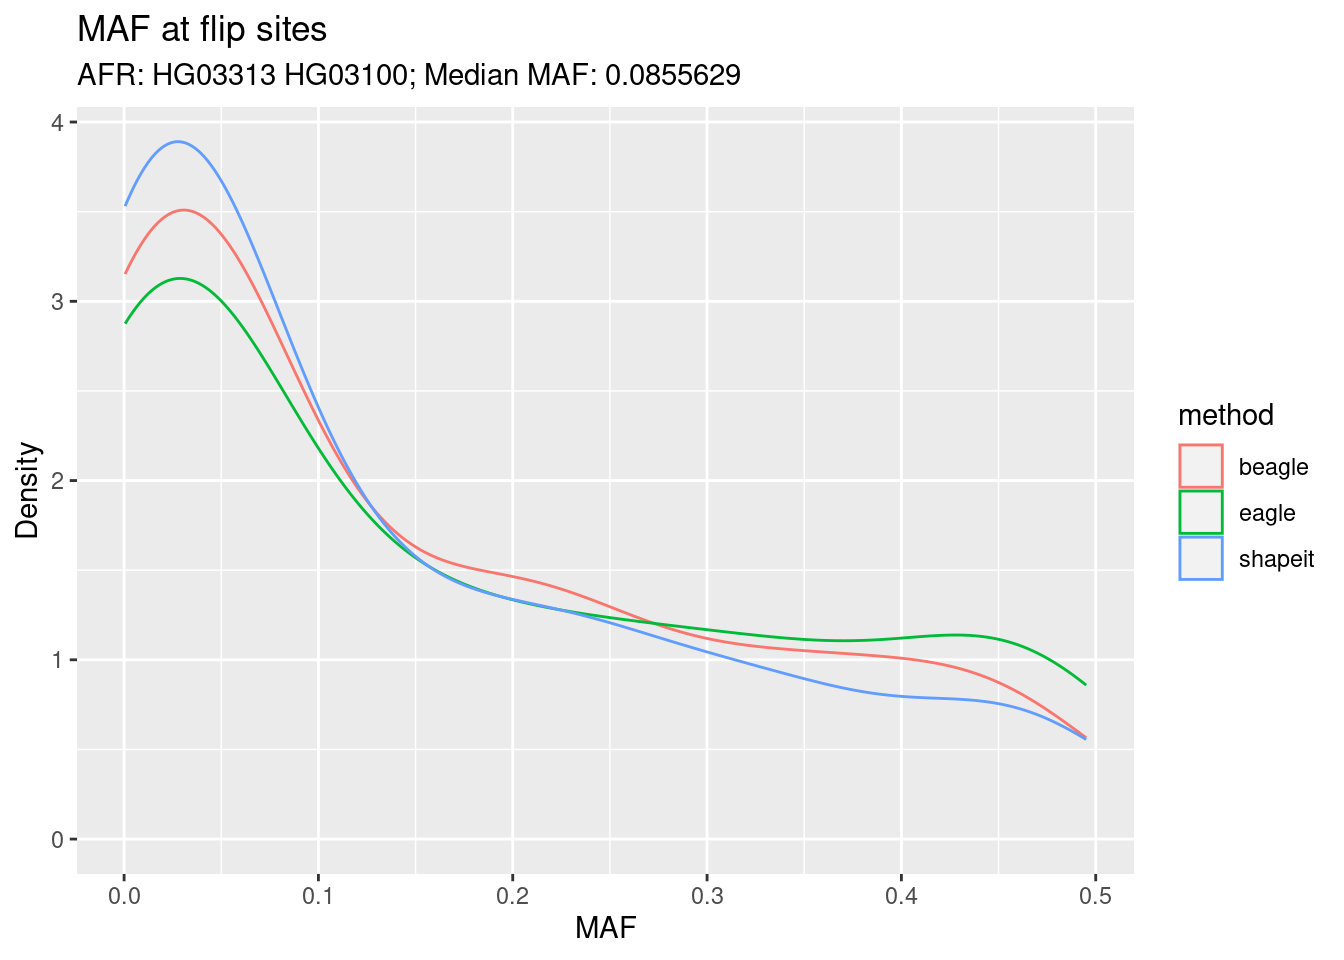 MAF at flip sites
AFR: HG03313 HG03100; Median MAF: 0.0855629
4
3
2
1
0
Density
0.0 0.1 0.2 0.3 0.4 0.5
MAF
method
beagle
eagle
shapeit